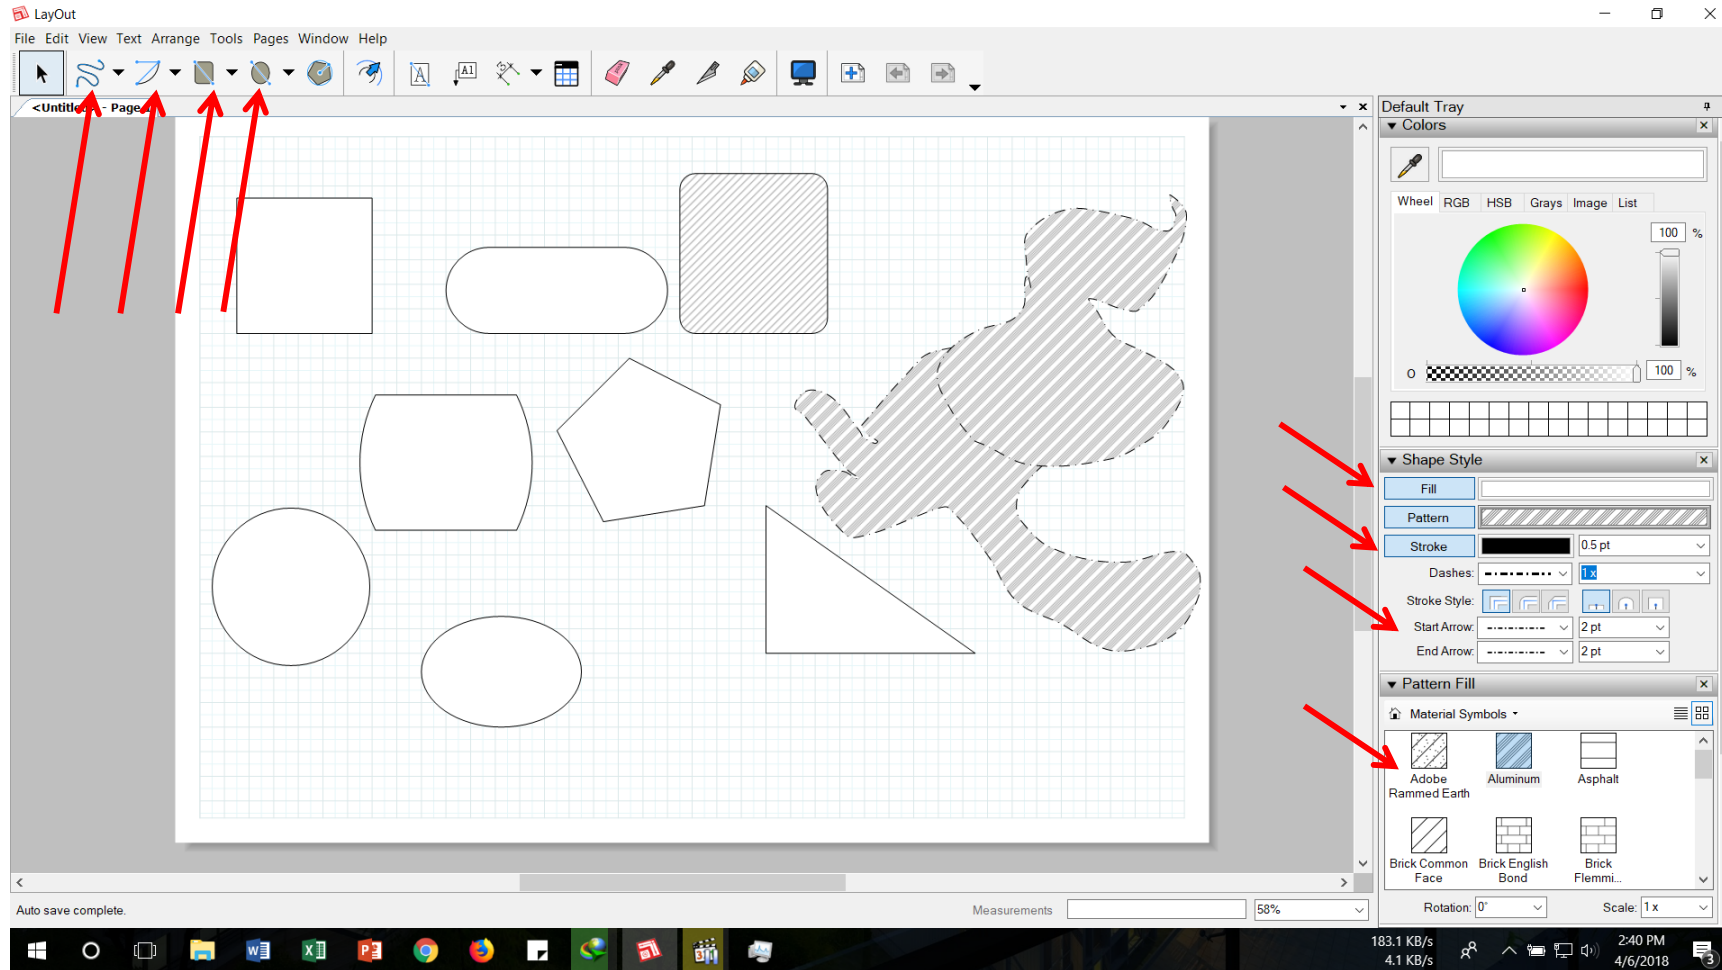 LayOut
File Edit View Text Arrange Tools Pages Window Help
A
A1
<Untitle - Page
Default Tray
Colors
Wheel RGB HSB Grays Image List
100 %
O 100 %
Shape Style
Fill
Pattern
Stroke 0.5 pt
Dashes: 1 x
Stroke Style:
Start Arrow: 2 pt
End Arrow: 2 pt
Pattern Fill
Material Symbols
Adobe Rammed Earth
Aluminum
Asphalt
Brick Common Face
Brick English Bond
Brick Flemmi...
Rotation: 0° Scale: 1 x
Auto save complete.
Measurements
58%
183.1 KB/s
4.1 KB/s
2:40 PM
4/6/2018
3